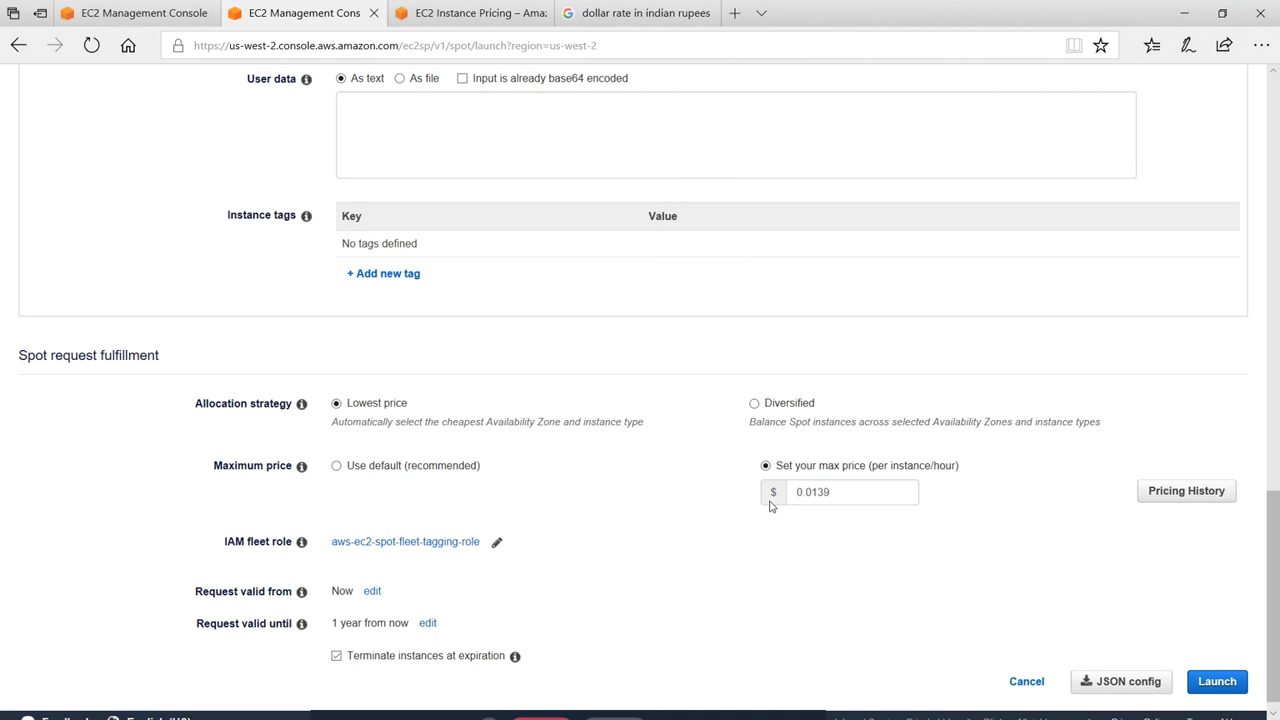 EC2 Management Console
EC2 Management Cons
EC2 Instance Pricing – Ama
dollar rate in indian rupees
https://us-west-2.console.aws.amazon.com/ec2sp/v1/spot/launch?region=us-west-2
User data
As text
As file
Input is already base64 encoded
Instance tags
Key
Value
No tags defined
+ Add new tag
Spot request fulfillment
Allocation strategy
Lowest price
Diversified
Automatically select the cheapest Availability Zone and instance type
Balance Spot instances across selected Availability Zones and instance types
Maximum price
Use default (recommended)
Set your max price (per instance/hour)
$ 0.0139
Pricing History
IAM fleet role
aws-ec2-spot-fleet-tagging-role
Request valid from
Now edit
Request valid until
1 year from now edit
Terminate instances at expiration
Cancel
JSON config
Launch